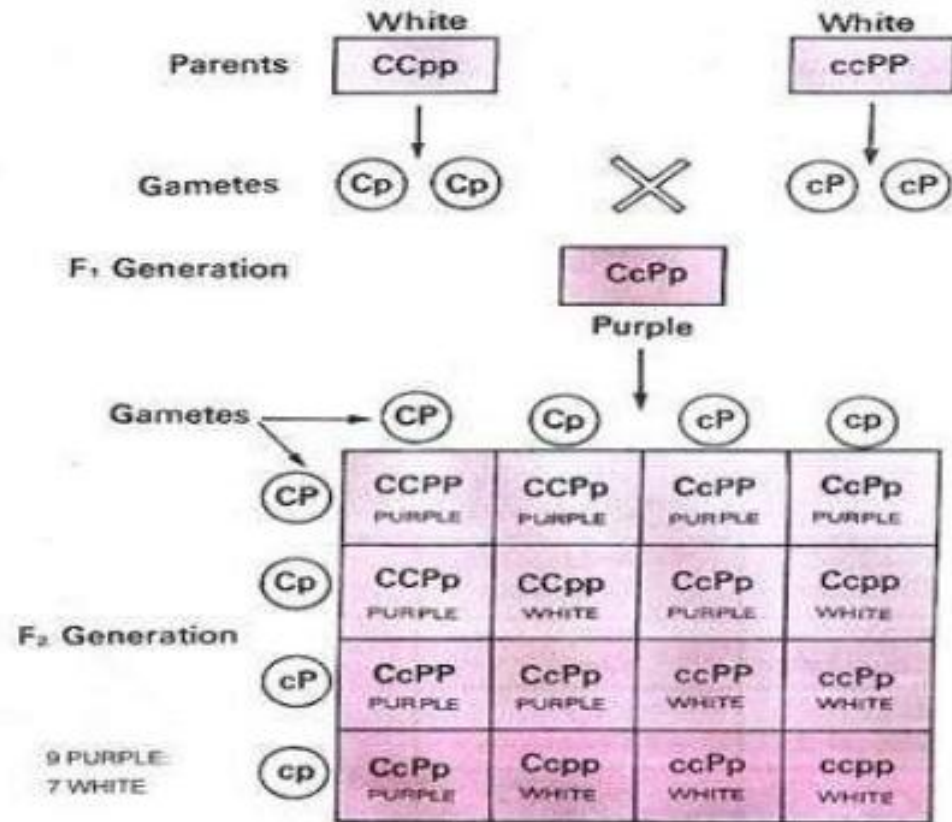 White White
Parents CCpp ccPP
Gametes Cp Cp cP cP
F₁ Generation CcPp
Purple
Gametes CP Cp cP cp
CP CCPP CCPp CcPP CcPp
PURPLE PURPLE PURPLE PURPLE
Cp CCPp CCpp CcPp Ccpp
PURPLE WHITE PURPLE WHITE
F₂ Generation
cP CcPP CcPp ccPP ccPp
PURPLE PURPLE WHITE WHITE
9 PURPLE:
7 WHITE
cp CcPp Ccpp ccPp ccpp
PURPLE WHITE WHITE WHITE